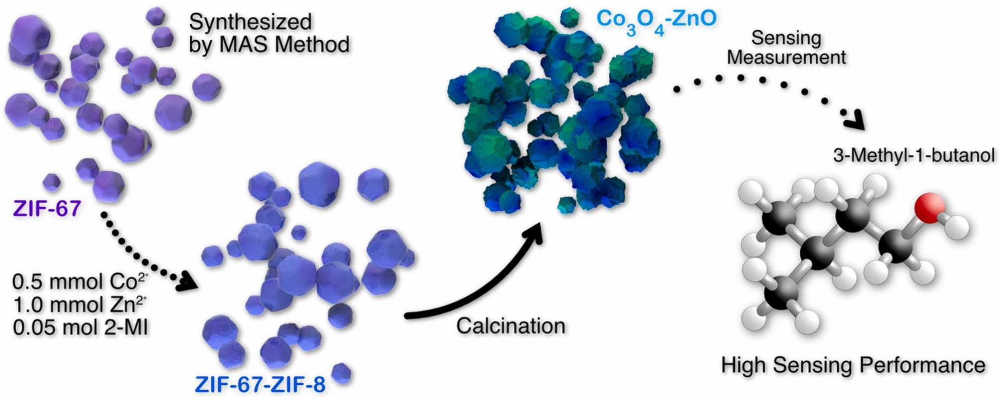 Synthesized
by MAS Method
ZIF-67
0.5 mmol Co²⁺
1.0 mmol Zn²⁺
0.05 mol 2-MI
ZIF-67-ZIF-8
Calcination
Co₃O₄-ZnO
Sensing
Measurement
3-Methyl-1-butanol
High Sensing Performance